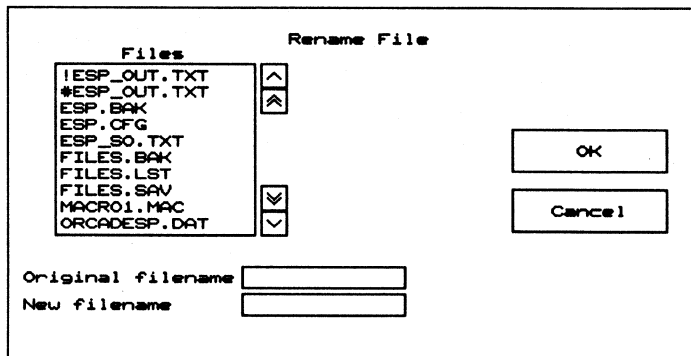 Rename File
Files
!ESP_OUT.TXT
#ESP_OUT.TXT
ESP.BAK
ESP.CFG
ESP_SO.TXT
FILES.BAK
FILES.LST
FILES.SAV
MACRO1.MAC
ORCADESP.DAT
OK
Cancel
Original filename
New filename